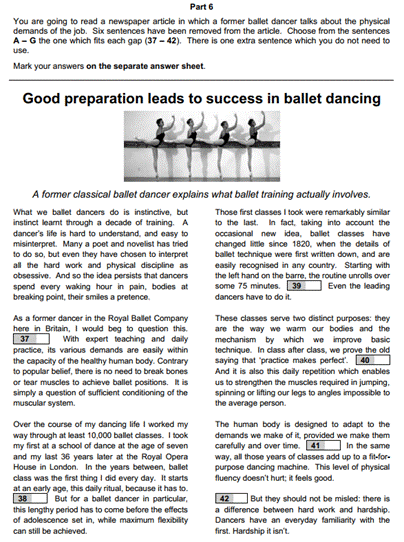 Part 6
You are going to read a newspaper article in which a former ballet dancer talks about the physical
demands of the job. Six sentences have been removed from the article. Choose from the sentences
A – G the one which fits each gap (37 – 42). There is one extra sentence which you do not need to
use.
Mark your answers on the separate answer sheet.
Good preparation leads to success in ballet dancing
A former classical ballet dancer explains what ballet training actually involves.
What we ballet dancers do is instinctive, but
instinct learnt through a decade of training. A
dancer's life is hard to understand, and easy to
misinterpret. Many a poet and novelist has tried
to do so, but even they have chosen to interpret
all the hard work and physical discipline as
obsessive. And so the idea persists that dancers
spend every waking hour in pain, bodies at
breaking point, their smiles a pretence.
As a former dancer in the Royal Ballet Company
here in Britain, I would beg to question this.
37 With expert teaching and daily
practice, its various demands are easily within
the capacity of the healthy human body. Contrary
to popular belief, there is no need to break bones
or tear muscles to achieve ballet positions. It is
simply a question of sufficient conditioning of the
muscular system.
Over the course of my dancing life I worked my
way through at least 10,000 ballet classes. I took
my first at a school of dance at the age of seven
and my last 36 years later at the Royal Opera
House in London. In the years between, ballet
class was the first thing I did every day. It starts
at an early age, this daily ritual, because it has to.
38 But for a ballet dancer in particular,
this lengthy period has to come before the effects
of adolescence set in, while maximum flexibility
can still be achieved.
Those first classes I took were remarkably similar
to the last. In fact, taking into account the
occasional new idea, ballet classes have
changed little since 1820, when the details of
ballet technique were first written down, and are
easily recognised in any country. Starting with
the left hand on the barre, the routine unrolls over
some 75 minutes. 39 Even the leading
dancers have to do it.
These classes serve two distinct purposes: they
are the way we warm our bodies and the
mechanism by which we improve basic
technique. In class after class, we prove the old
saying that 'practice makes perfect'. 40
And it is also this daily repetition which enables
us to strengthen the muscles required in jumping,
spinning or lifting our legs to angles impossible to
the average person.
The human body is designed to adapt to the
demands we make of it, provided we make them
carefully and over time. 41 In the same
way, all those years of classes add up to a fit-for-
purpose dancing machine. This level of physical
fluency doesn't hurt; it feels good.
42 But they should not be misled: there is
a difference between hard work and hardship.
Dancers have an everyday familiarity with the
first. Hardship it isn't.